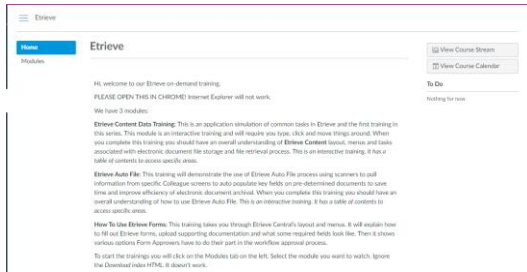 Etrieve
Home
Modules
Etrieve
Hi, welcome to our Etrieve on-demand training.
PLEASE OPEN THIS IN CHROME! Internet Explorer will not work.
We have 3 modules:
Etrieve Content Data Training: This is an application simulation of common tasks in Etrieve and the first training in
this series. This module is an interactive training and will require you type, click and move things around. When
you complete this training you should have an overall understanding of Etrieve Content layout, menus and tasks
associated with electronic document file storage and file retrieval process. This is an interactive training. It has a
table of contents to access specific areas.
Etrieve Auto File: This training will demonstrate the use of Etrieve Auto File process using scanners to pull
information from specific Colleague screens to auto populate key fields on pre-determined documents to save
time and improve efficiency of electronic document archival. When you complete this training you should have an
overall understanding of how to use Etrieve Auto File. This is an interactive training. It has a table of contents to
access specific areas.
How To Use Etrieve Forms: This training takes you through Etrieve Central's layout and menus. It will explain how
to fill out Etrieve forms, upload supporting documentation and what some required fields look like. Then it shows
various options Form Approvers have to do their part in the workflow approval process.
To start the trainings you will click on the Modules tab on the left. Select the module you want to watch. Ignore
the Download index HTML. It doesn't work.
View Course Stream
View Course Calendar
To Do
Nothing for now